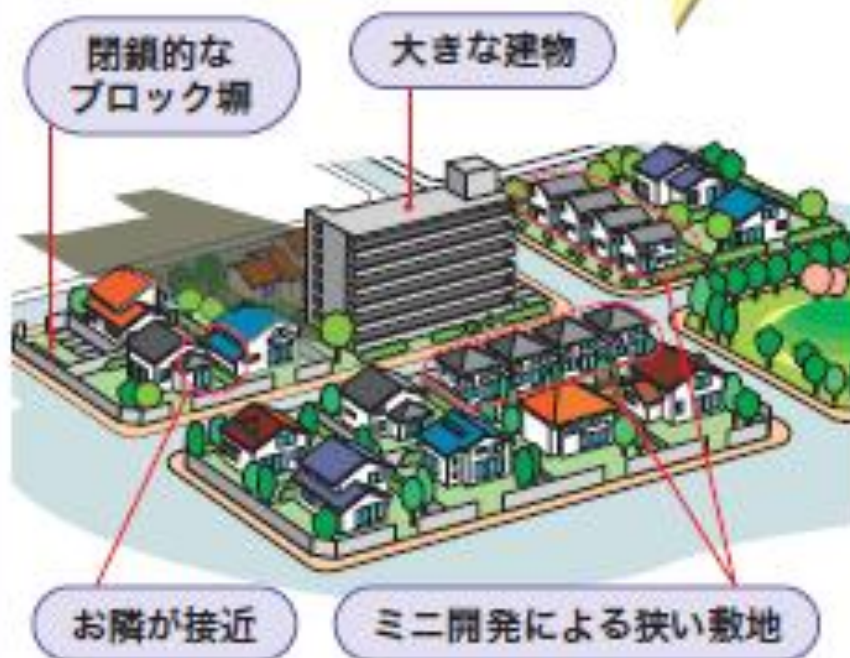 閉鎖的な
ブロック塀
大きな建物
お隣が接近
ミニ開発による狭い敷地